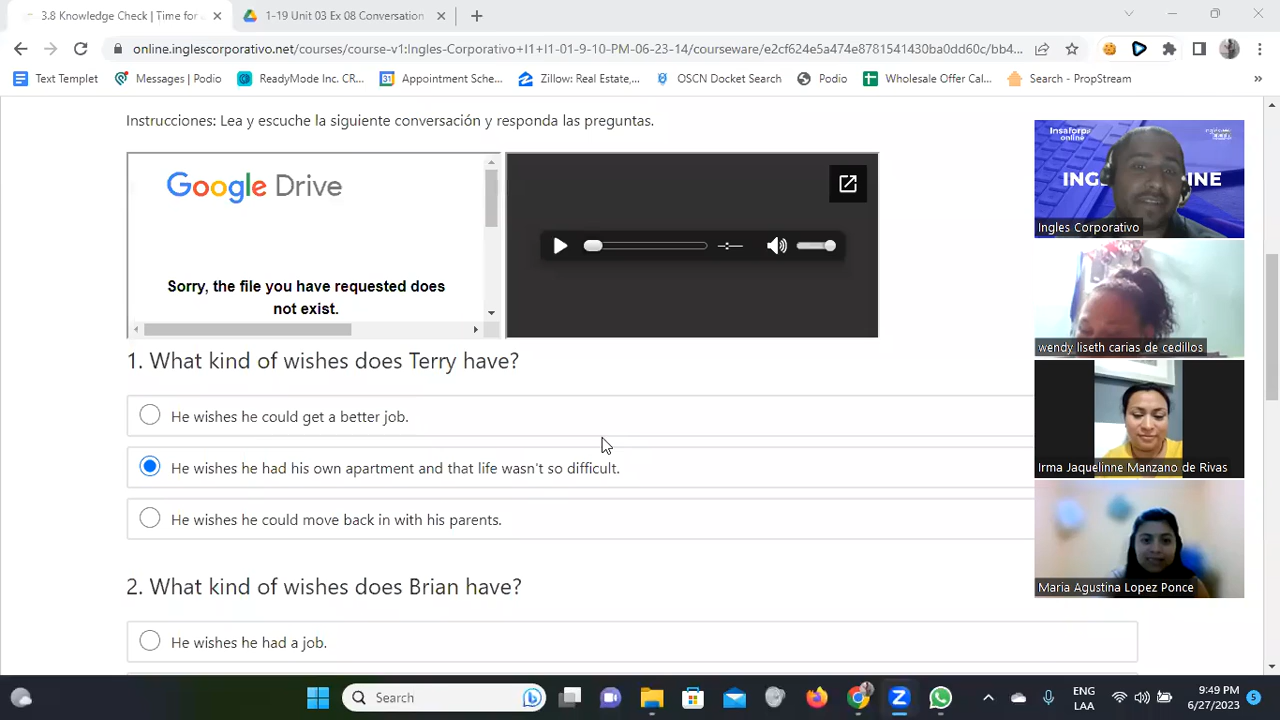 3.8 Knowledge Check | Time for
1-19 Unit 03 Ex 08 Conversation
online.inglescorporativo.net/courses/course-v1:Ingles-Corporativo+I1+I1-01-9-10-PM-06-23-14/courseware/e2cf624e5a474e8781541430ba0dd60c/bb4...
Text Templet
Messages | Podio
ReadyMode Inc. CR...
Appointment Sche...
Zillow: Real Estate,...
OSCN Docket Search
Podio
Wholesale Offer Cal...
Search - PropStream
Instrucciones: Lea y escuche la siguiente conversación y responda las preguntas.
Google Drive
Sorry, the file you have requested does
not exist.
1. What kind of wishes does Terry have?
He wishes he could get a better job.
He wishes he had his own apartment and that life wasn't so difficult.
He wishes he could move back in with his parents.
2. What kind of wishes does Brian have?
He wishes he had a job.
Insaforp
online
Ingles Corporativo
wendy liseth carias de cedillos
Irma Jaquelinne Manzano de Rivas
Maria Agustina Lopez Ponce
Search
ENG
LAA
9:49 PM
6/27/2023
5